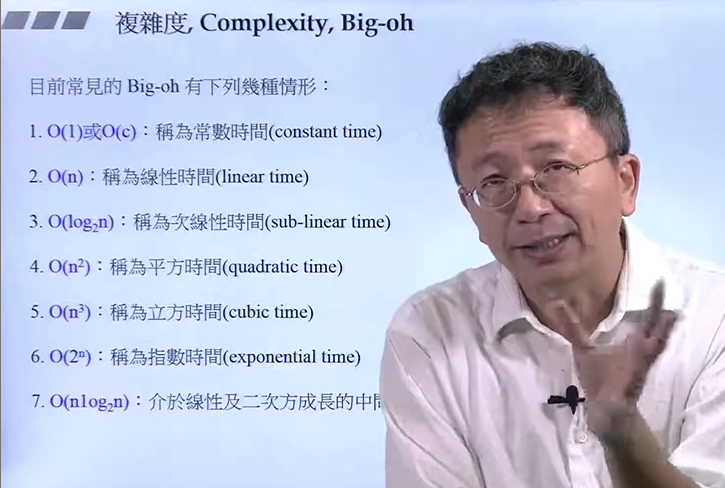 複雜度, Complexity, Big-oh
目前常見的 Big-oh 有下列幾種情形：
1. O(1)或O(c)：稱為常數時間(constant time)
2. O(n)：稱為線性時間(linear time)
3. O(log₂n)：稱為次線性時間(sub-linear time)
4. O(n²)：稱為平方時間(quadratic time)
5. O(n³)：稱為立方時間(cubic time)
6. O(2ⁿ)：稱為指數時間(exponential time)
7. O(n1og₂n)：介於線性及二次方成長的中間